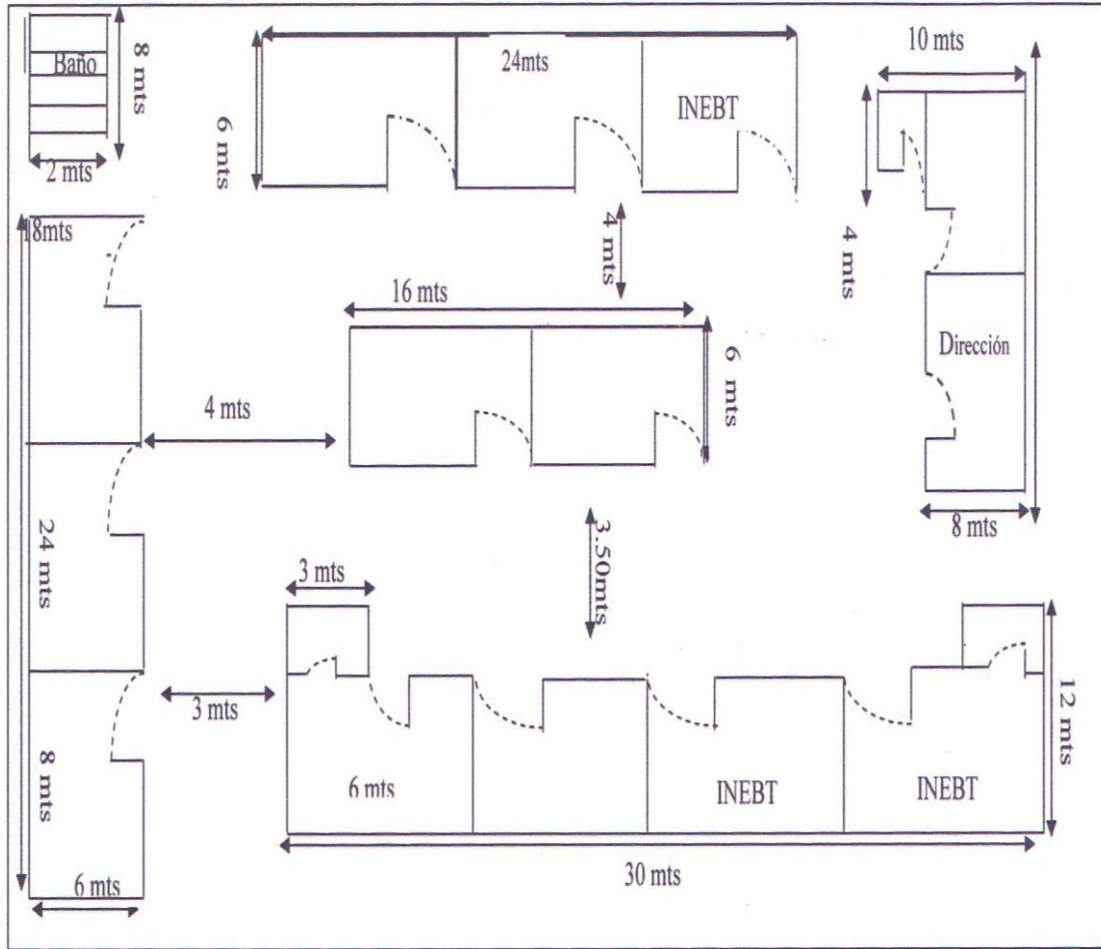 Baño
8 mts
2 mts
24mts
6 mts
INEBT
10 mts
4 mts
18mts
4 mts
16 mts
6 mts
Dirección
4 mts
8 mts
3.50mts
3 mts
24 mts
3 mts
12 mts
8 mts
6 mts
INEBT
INEBT
6 mts
30 mts